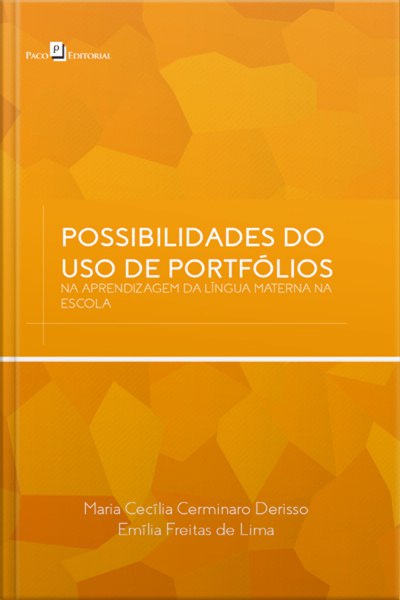 PACO EDITORIAL
POSSIBILIDADES DO
USO DE PORTFÓLIOS
NA APRENDIZAGEM DA LÍNGUA MATERNA NA
ESCOLA
Maria Cecília Cerminaro Derisso
Emília Freitas de Lima